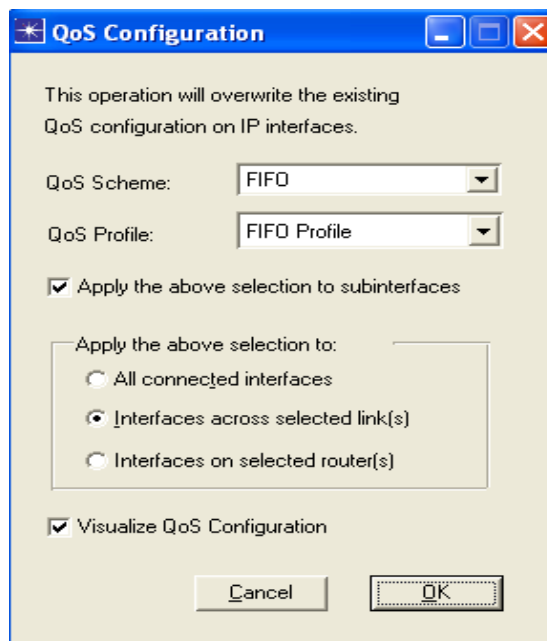 QoS Configuration
This operation will overwrite the existing
QoS configuration on IP interfaces.
QoS Scheme: FIFO
QoS Profile: FIFO Profile
Apply the above selection to subinterfaces
Apply the above selection to:
All connected interfaces
Interfaces across selected link(s)
Interfaces on selected router(s)
Visualize QoS Configuration
Cancel OK